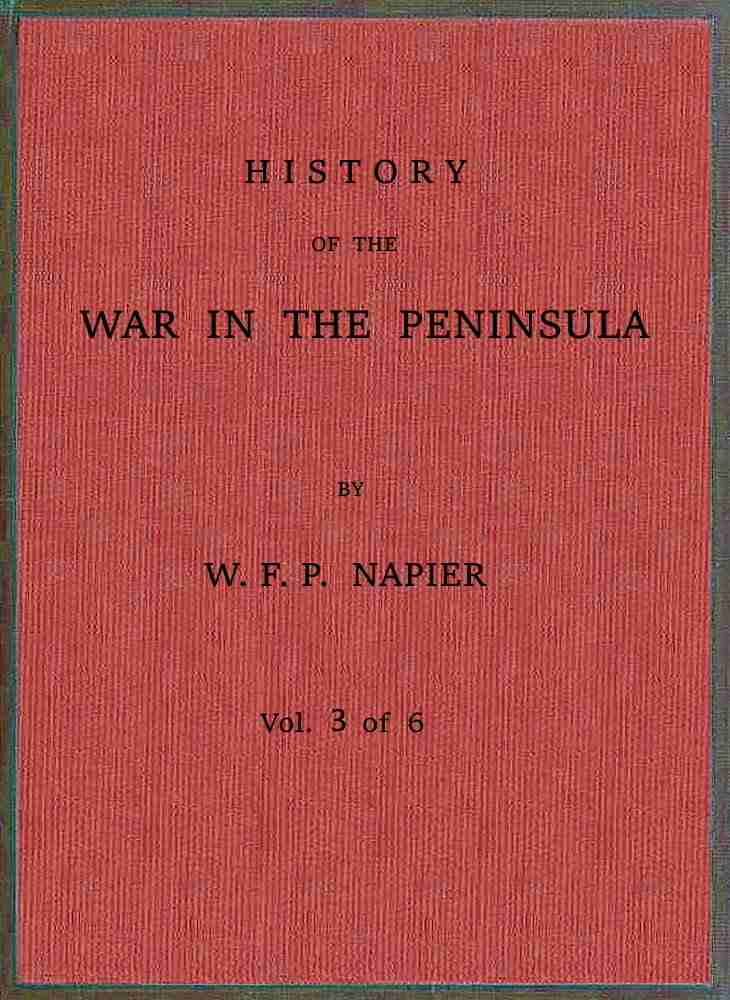 HISTORY
OF THE
WAR IN THE PENINSULA
BY
W. F. P. NAPIER
Vol. 3 of 6